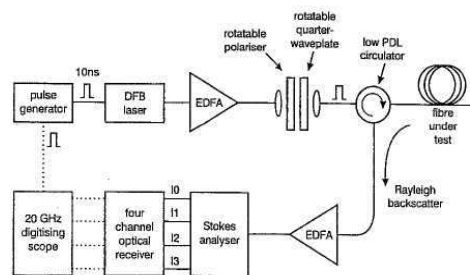 rotatable
polariser
rotatable
quarter-
waveplate
low PDL
circulator
10ns
pulse
generator
DFB
laser
EDFA
fibre
under
test
Rayleigh
backscatter
20 GHz
digitising
scope
four
channel
optical
receiver
I0
I1
I2
I3
Stokes
analyser
EDFA